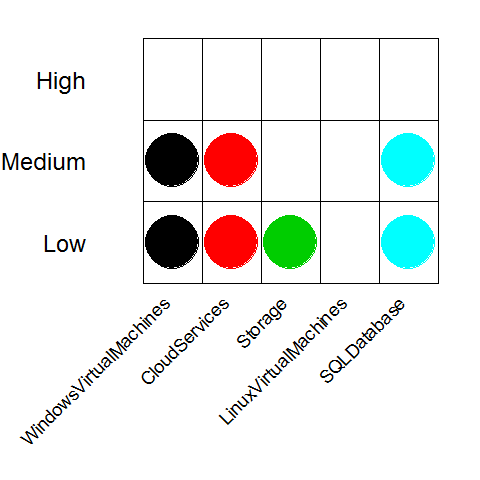 High
Medium
Low
WindowsVirtualMachines
CloudServices
Storage
LinuxVirtualMachines
SQLDatabase